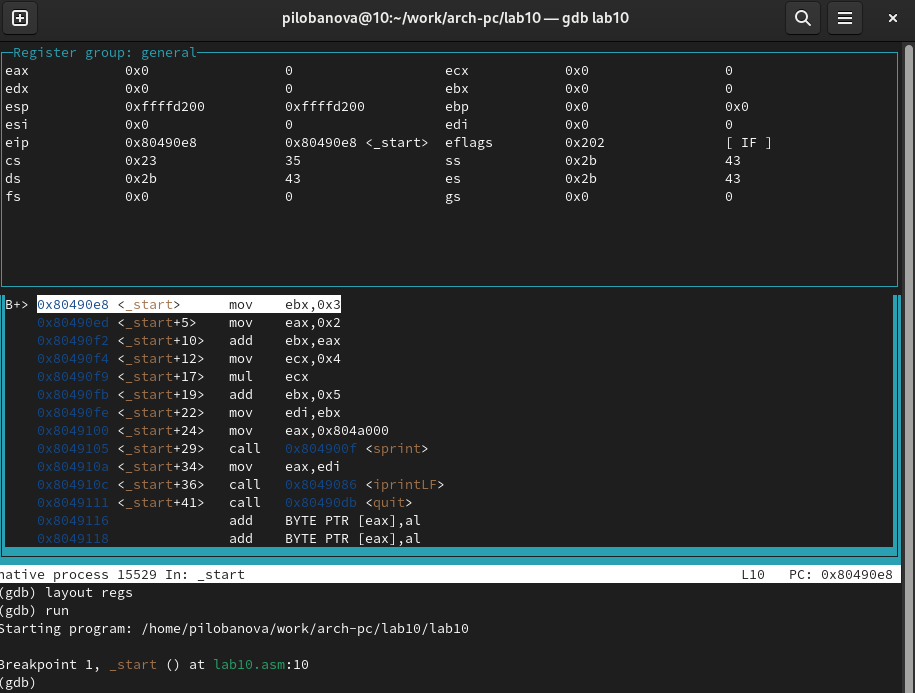 pilobanova@10:~/work/arch-pc/lab10 — gdb lab10
Register group: general
eax 0x0 0 ecx 0x0 0
edx 0x0 0 ebx 0x0 0
esp 0xffffd200 0xffffd200 ebp 0x0 0x0
esi 0x0 0 edi 0x0 0
eip 0x80490e8 0x80490e8 <_start> eflags 0x202 [ IF ]
cs 0x23 35 ss 0x2b 43
ds 0x2b 43 es 0x2b 43
fs 0x0 0 gs 0x0 0
B+> 0x80490e8 <_start> mov ebx,0x3
0x80490ed <_start+5> mov eax,0x2
0x80490f2 <_start+10> add ebx,eax
0x80490f4 <_start+12> mov ecx,0x4
0x80490f9 <_start+17> mul ecx
0x80490fb <_start+19> add ebx,0x5
0x80490fe <_start+22> mov edi,ebx
0x8049100 <_start+24> mov eax,0x804a000
0x8049105 <_start+29> call 0x804900f <sprint>
0x804910a <_start+34> mov eax,edi
0x804910c <_start+36> call 0x8049086 <iprintLF>
0x8049111 <_start+41> call 0x80490db <quit>
0x8049116 add BYTE PTR [eax],al
0x8049118 add BYTE PTR [eax],al
native process 15529 In: _start L10 PC: 0x80490e8
(gdb) layout regs
(gdb) run
Starting program: /home/pilobanova/work/arch-pc/lab10/lab10
Breakpoint 1, _start () at lab10.asm:10
(gdb)